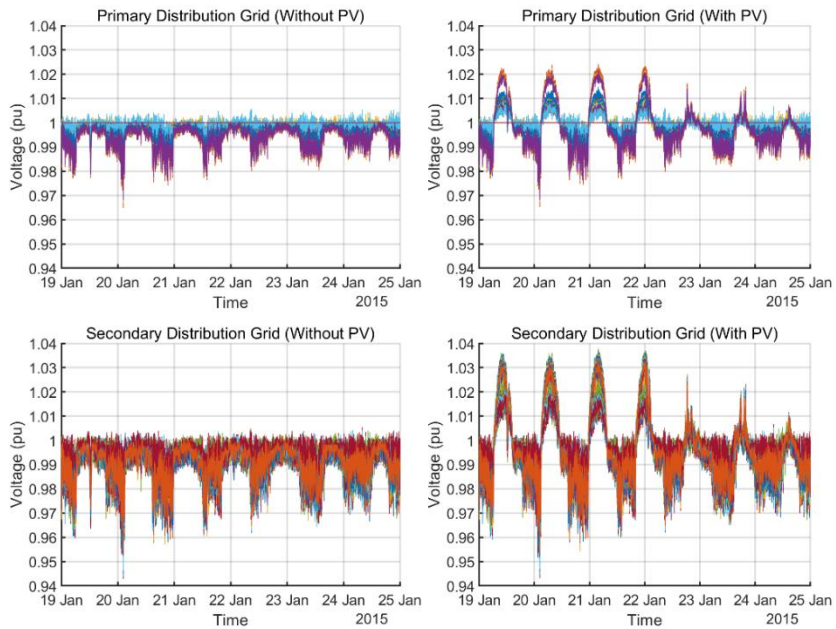 Primary Distribution Grid (Without PV)
1.04
1.03
1.02
1.01
1
0.99
0.98
0.97
0.96
0.95
0.94
Voltage (pu)
19 Jan 20 Jan 21 Jan 22 Jan 23 Jan 24 Jan 25 Jan
Time 2015
Primary Distribution Grid (With PV)
1.04
1.03
1.02
1.01
1
0.99
0.98
0.97
0.96
0.95
0.94
Voltage (pu)
19 Jan 20 Jan 21 Jan 22 Jan 23 Jan 24 Jan 25 Jan
Time 2015
Secondary Distribution Grid (Without PV)
1.04
1.03
1.02
1.01
1
0.99
0.98
0.97
0.96
0.95
0.94
Voltage (pu)
19 Jan 20 Jan 21 Jan 22 Jan 23 Jan 24 Jan 25 Jan
Time 2015
Secondary Distribution Grid (With PV)
1.04
1.03
1.02
1.01
1
0.99
0.98
0.97
0.96
0.95
0.94
Voltage (pu)
19 Jan 20 Jan 21 Jan 22 Jan 23 Jan 24 Jan 25 Jan
Time 2015